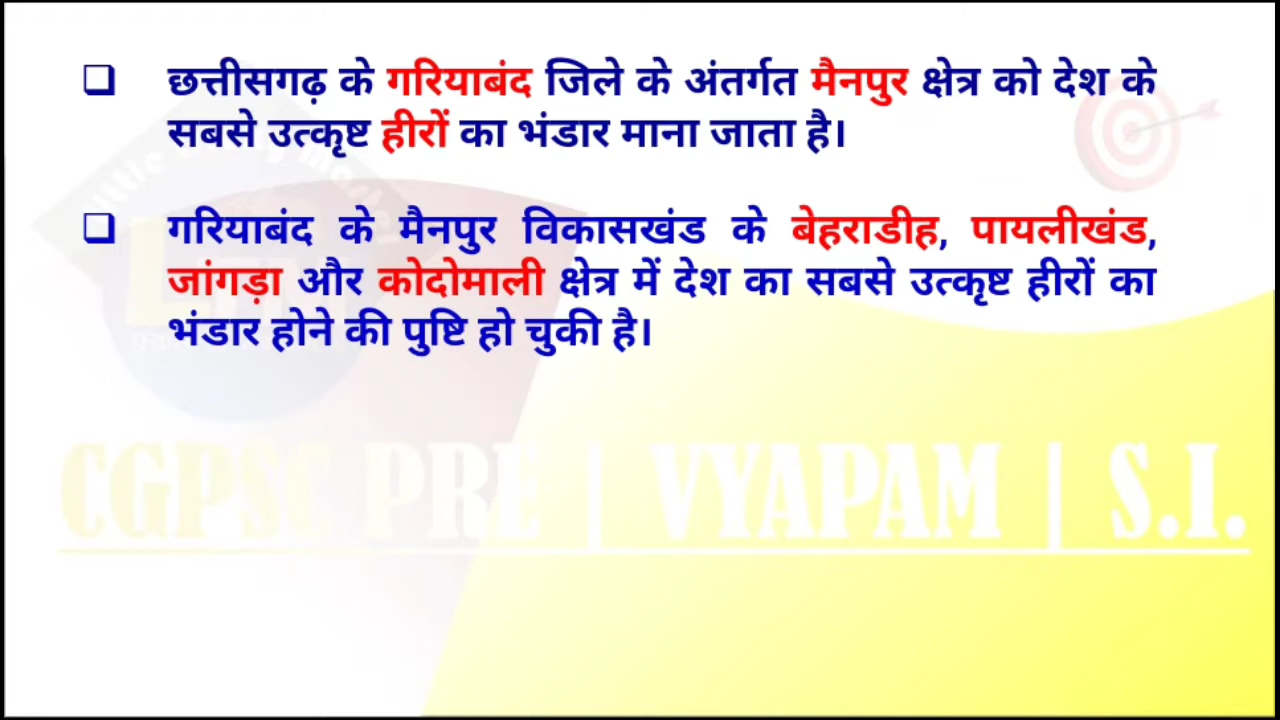 ❑ छत्तीसगढ़ के गरियाबंद जिले के अंतर्गत मैनपुर क्षेत्र को देश के
सबसे उत्कृष्ट हीरों का भंडार माना जाता है।
❑ गरियाबंद के मैनपुर विकासखंड के बेहराडीह, पायलीखंड,
जांगड़ा और कोदोमाली क्षेत्र में देश का सबसे उत्कृष्ट हीरों का
भंडार होने की पुष्टि हो चुकी है।
CGPSC PRE | VYAPAM | S.I.